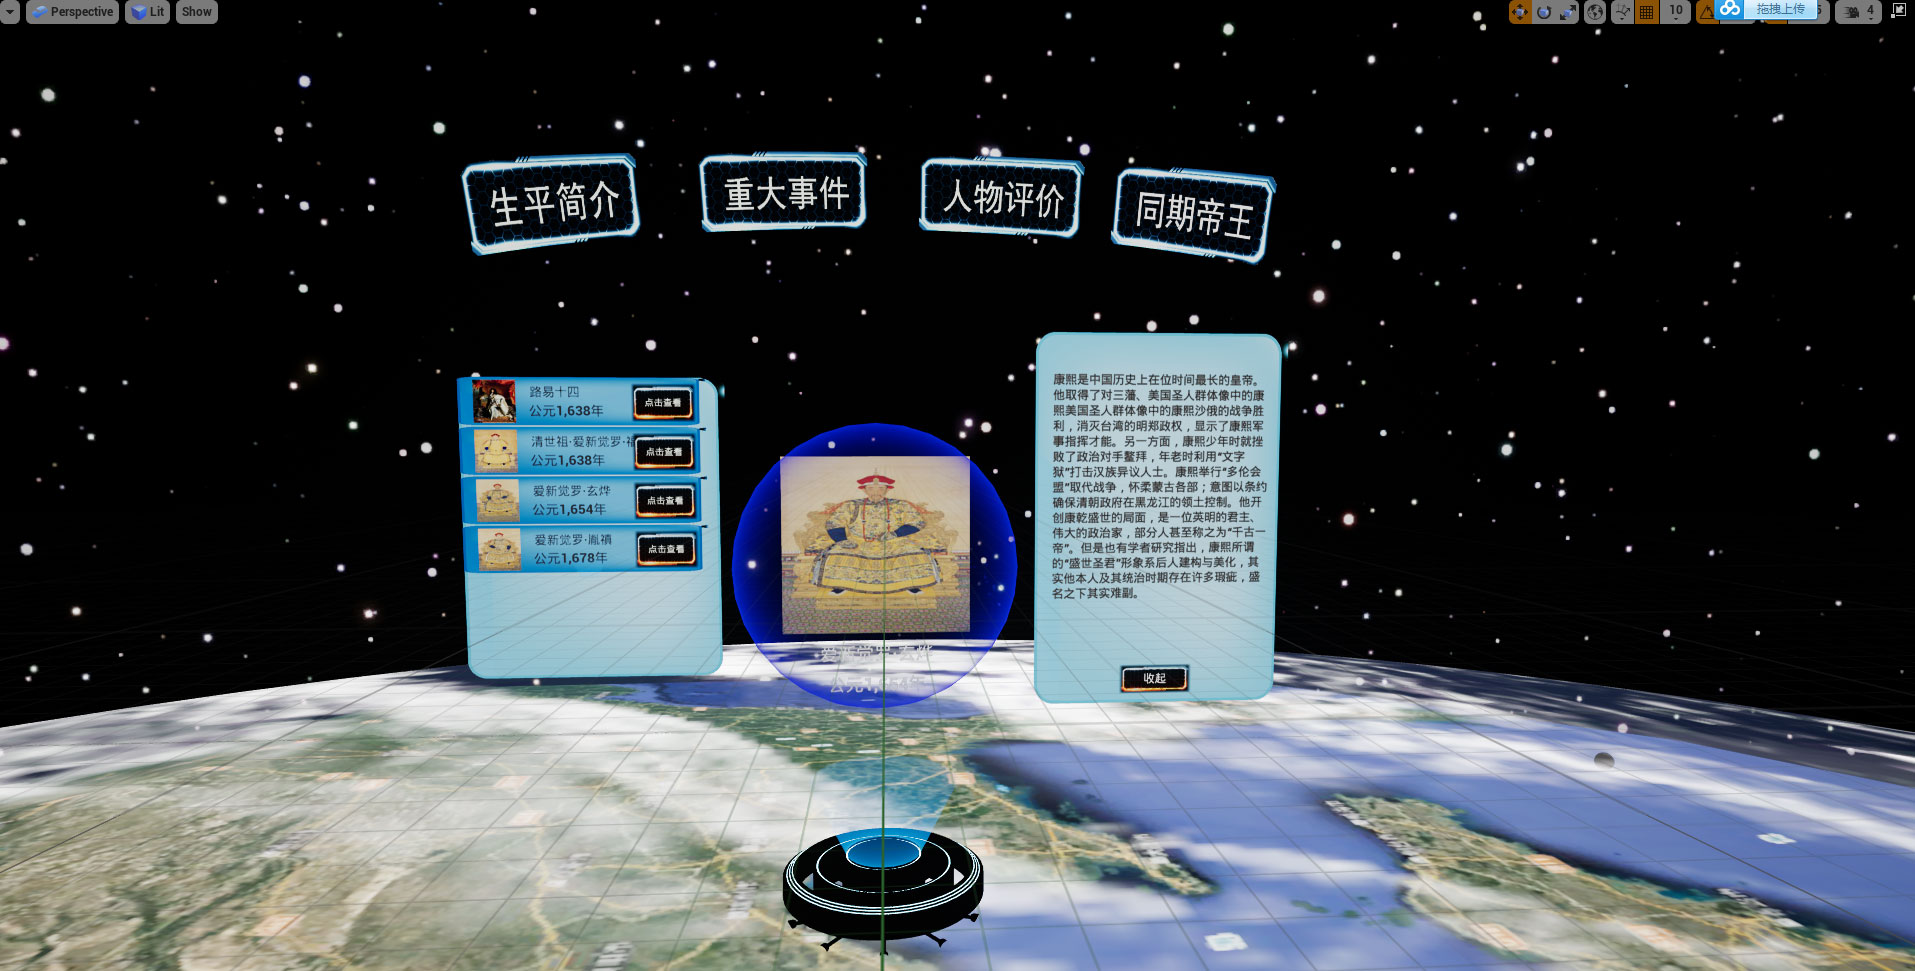 Perspective
Lit
Show
10
拖拽上传
5
4
生平简介
重大事件
人物评价
同期帝王
路易十四
公元1,638年
点击查看
清世祖·爱新觉罗·福
公元1,638年
点击查看
爱新觉罗·玄烨
公元1,654年
点击查看
爱新觉罗·胤禛
公元1,678年
点击查看
爱新觉罗·玄烨
公元1,654年
康熙是中国历史上在位时间最长的皇帝。
他取得了对三藩、美国圣人群体像中的康
熙美国圣人群体像中的康熙沙俄的战争胜
利，消灭台湾的明郑政权，显示了康熙军
事指挥才能。另一方面，康熙少年时就挫
败了政治对手鳌拜，年老时利用“文字
狱”打击汉族异议人士。康熙举行“多伦会
盟”取代战争，怀柔蒙古各部；意图以条约
确保清朝政府在黑龙江的领土控制。他开
创康乾盛世的局面，是一位英明的君主、
伟大的政治家，部分人甚至称之为“千古一
帝”。但是也有学者研究指出，康熙所谓
的“盛世圣君”形象系后人建构与美化，其
实他本人及其统治时期存在许多瑕疵，盛
名之下其实难副。
收起